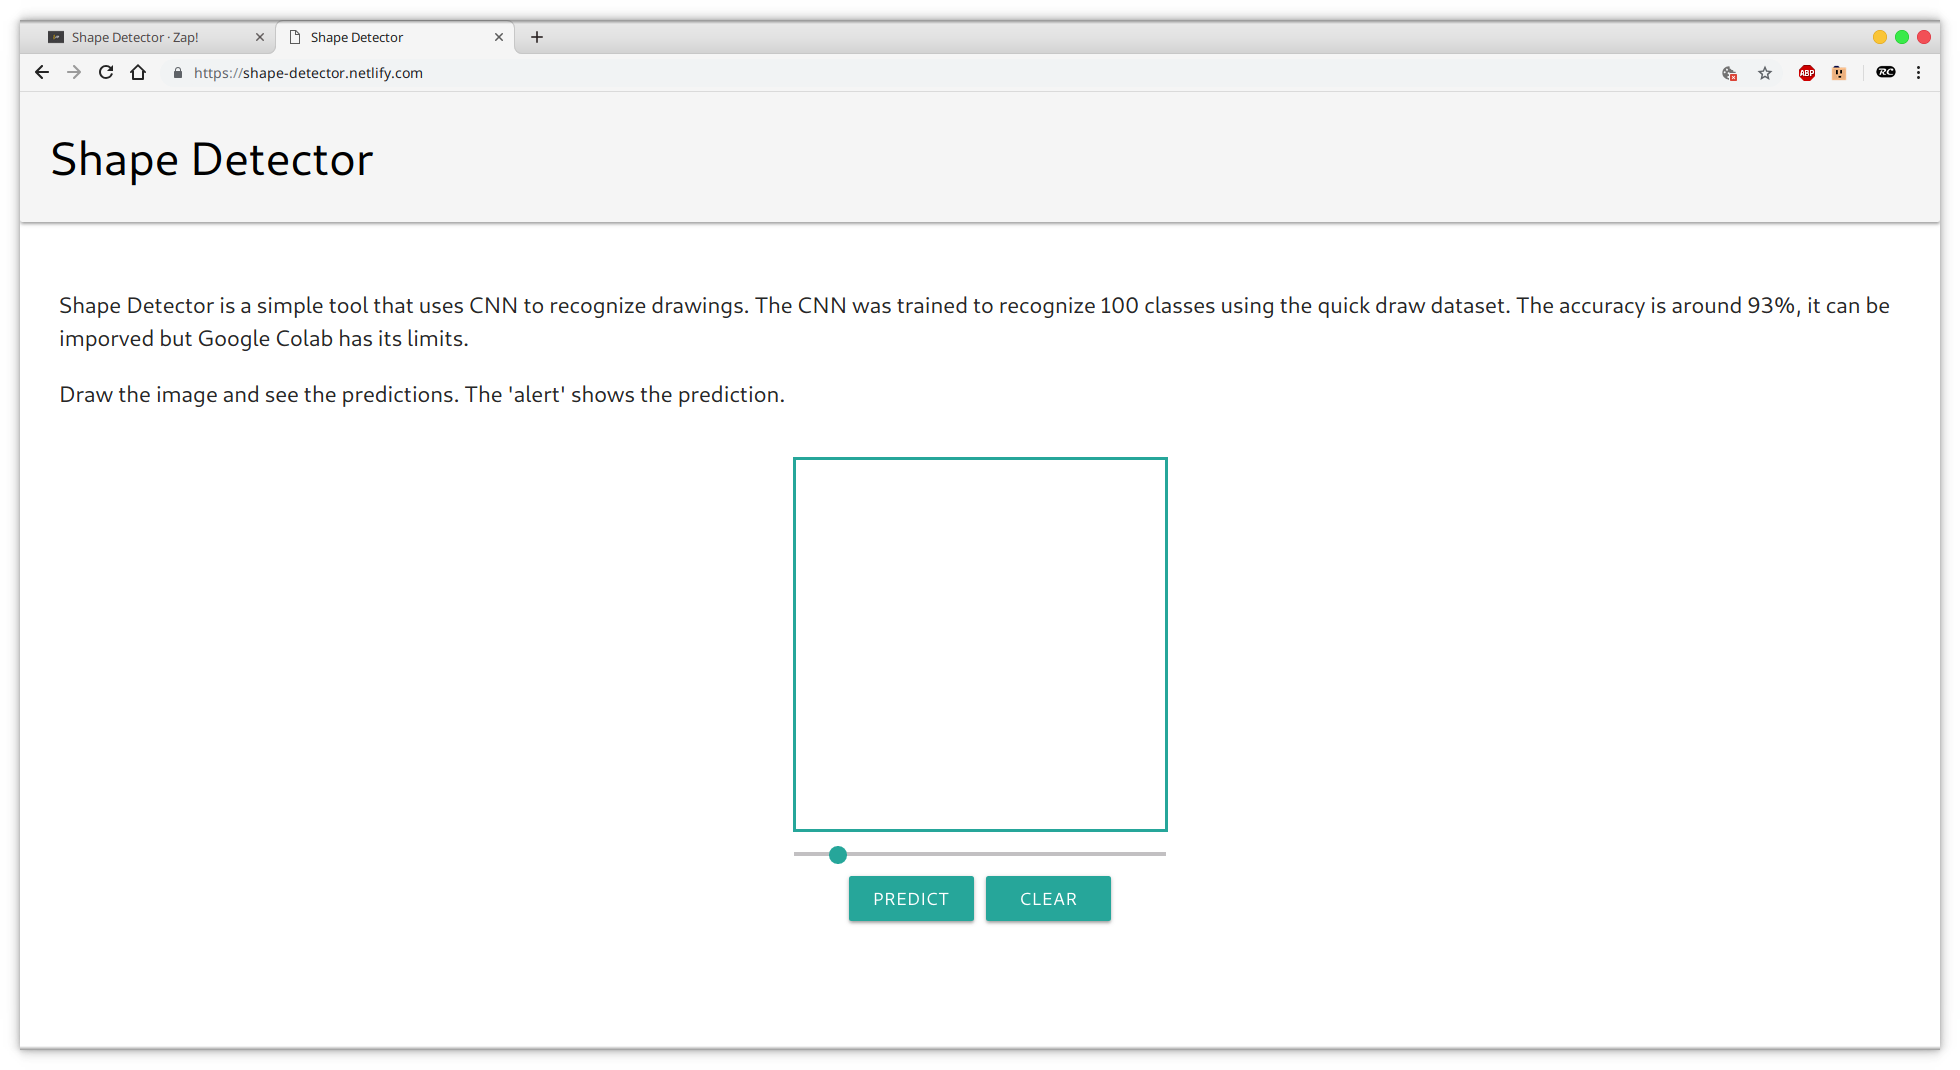 Shape Detector · Zap!
Shape Detector
https://shape-detector.netlify.com
ABP
RC
Shape Detector
Shape Detector is a simple tool that uses CNN to recognize drawings. The CNN was trained to recognize 100 classes using the quick draw dataset. The accuracy is around 93%, it can be
imporved but Google Colab has its limits.
Draw the image and see the predictions. The 'alert' shows the prediction.
PREDICT
CLEAR